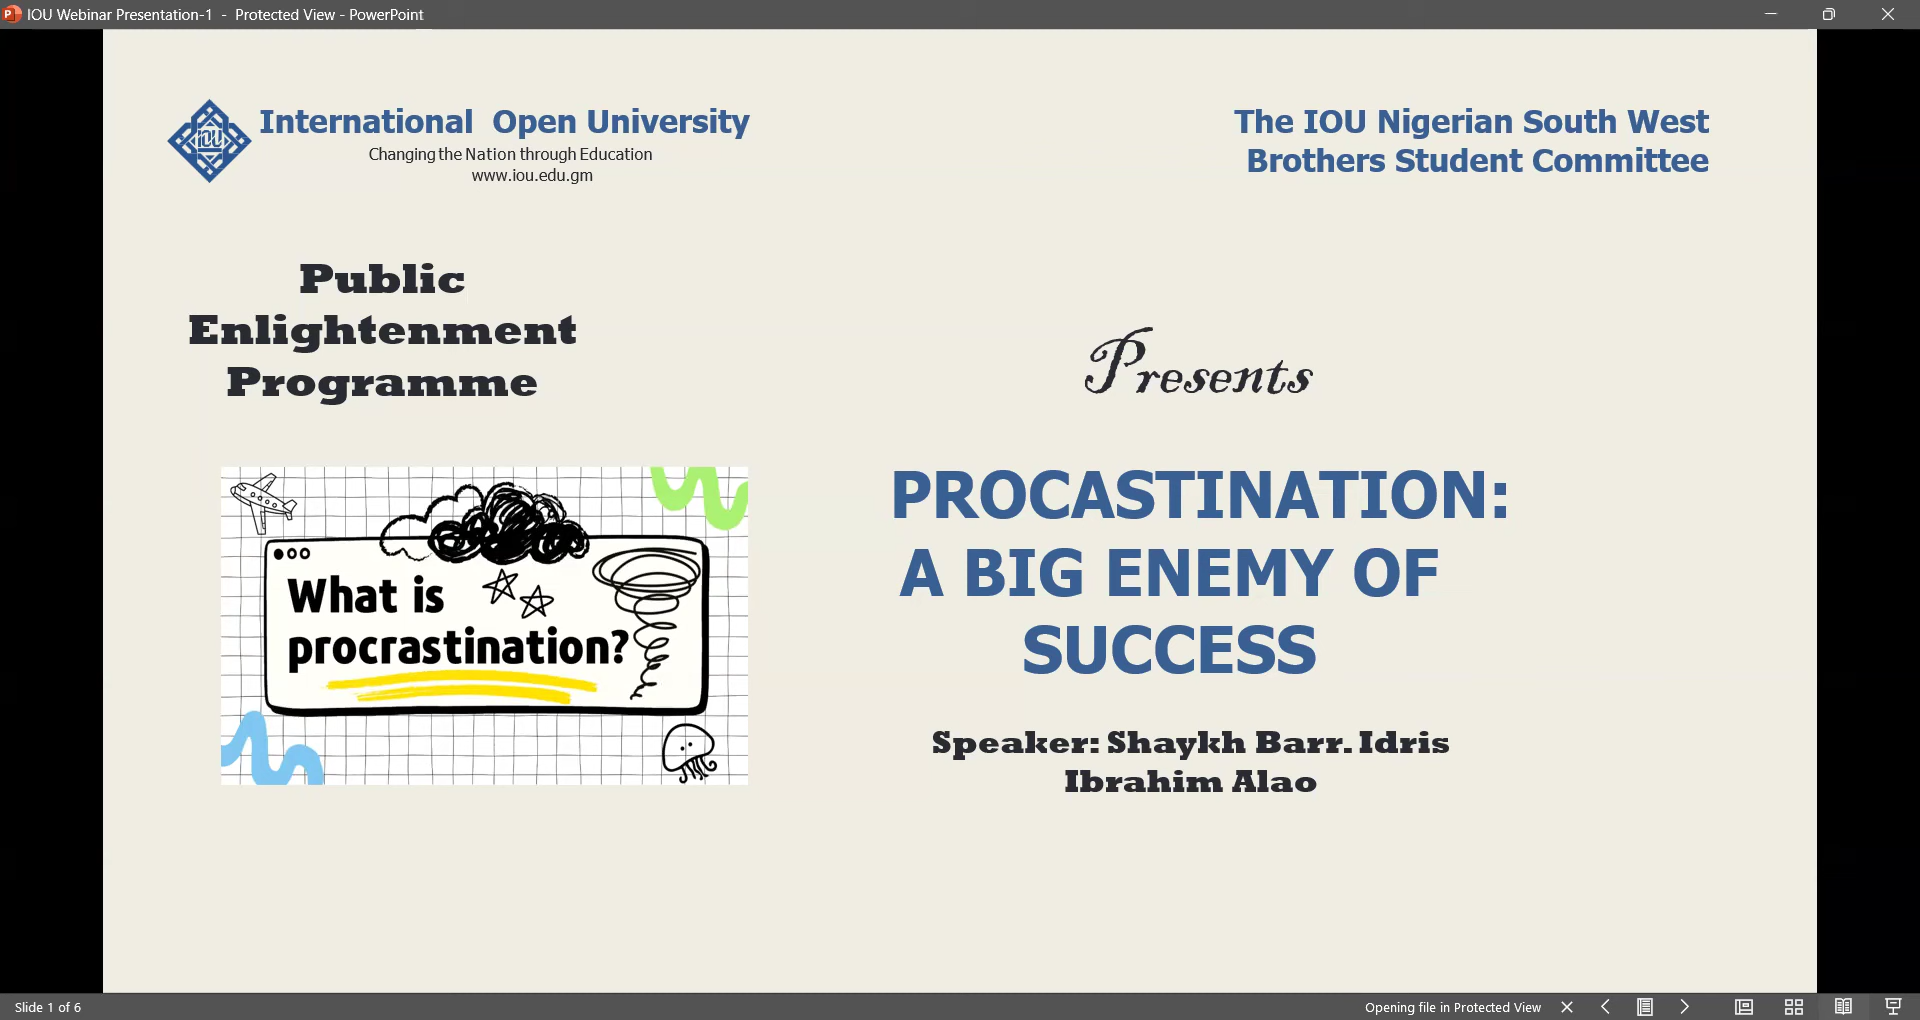 IOU Webinar Presentation-1 - Protected View - PowerPoint
International Open University
Changing the Nation through Education
www.iou.edu.gm
The IOU Nigerian South West
Brothers Student Committee
Public
Enlightenment
Programme
What is
procrastination?
Presents
PROCASTINATION:
A BIG ENEMY OF
SUCCESS
Speaker: Shaykh Barr. Idris
Ibrahim Alao
Slide 1 of 6
Opening file in Protected View